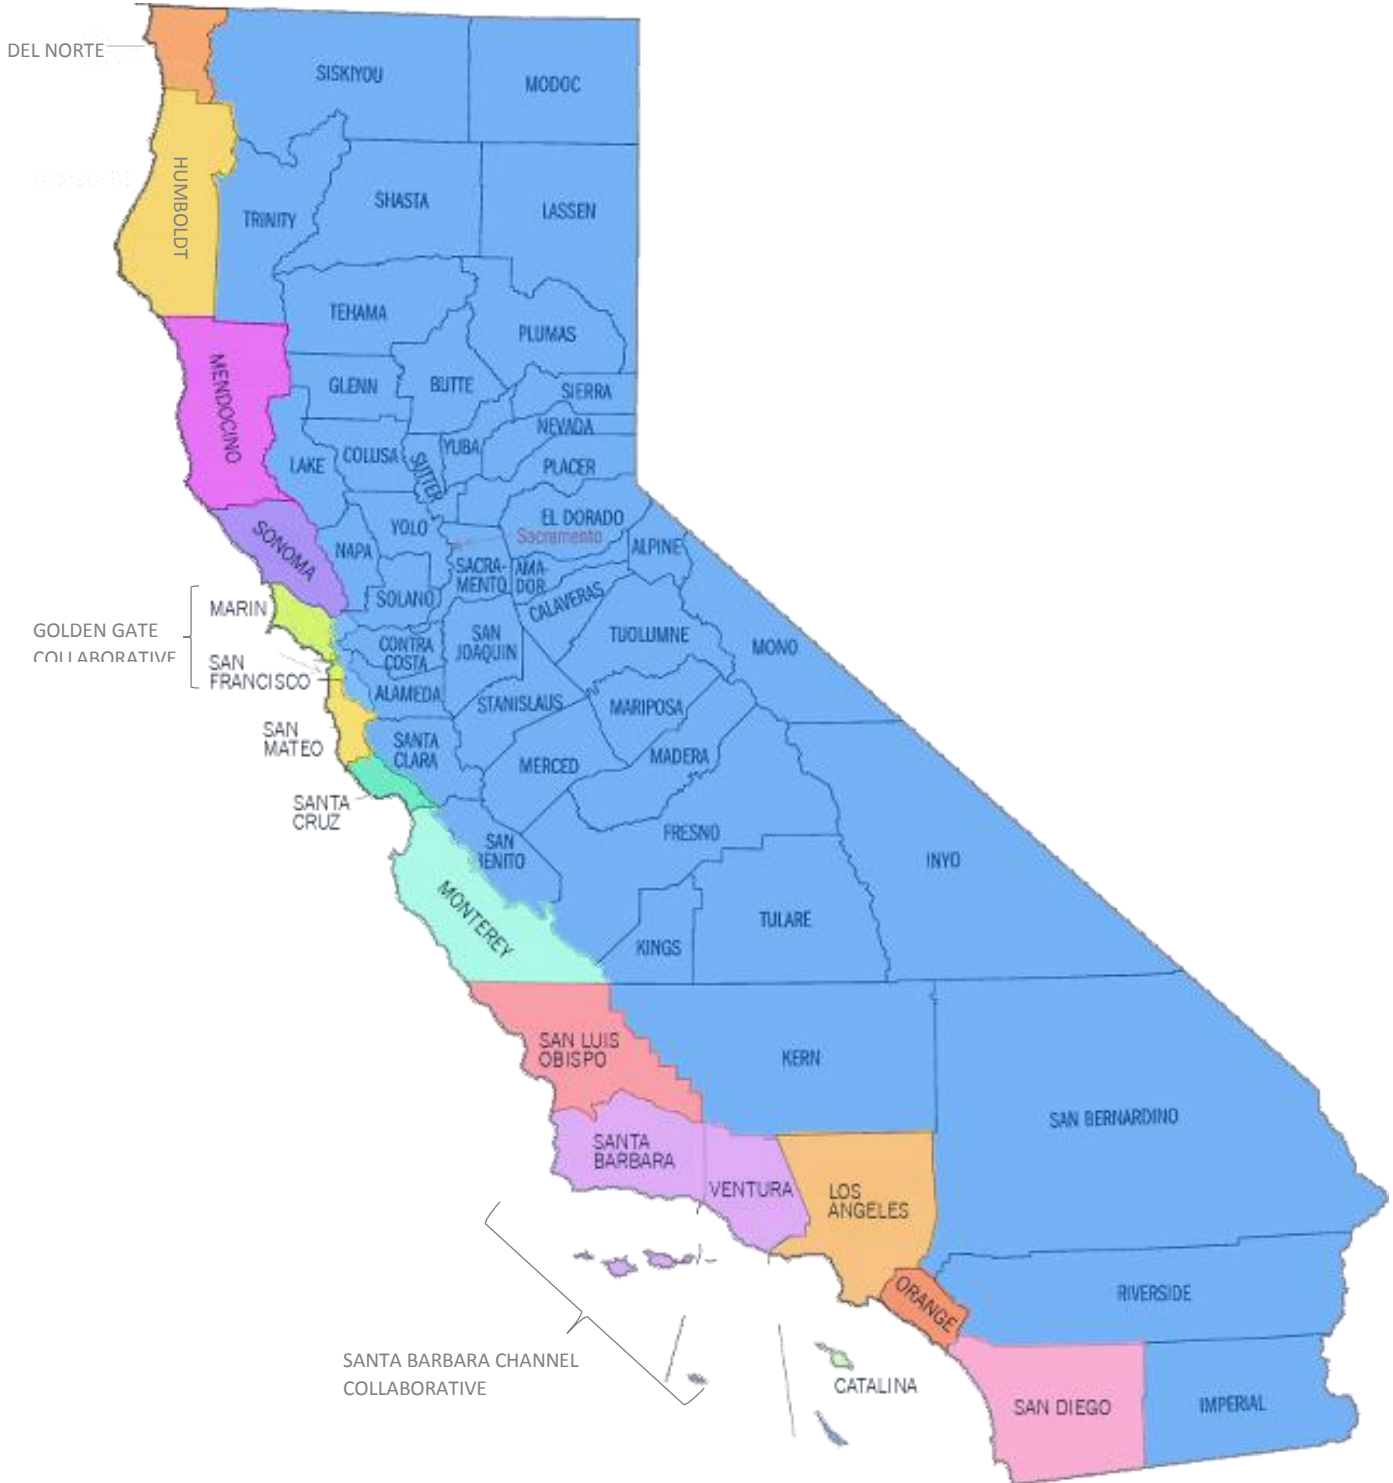 DEL NORTE
SISKIYOU
MODOC
HUMBOLDT
TRINITY
SHASTA
LASSEN
TEHAMA
PLUMAS
MENDOCINO
GLENN
BUTTE
SIERRA
NEVADA
YUBA
COLUSA
LAKE
SUTTER
PLACER
SONOMA
YOLO
EL DORADO
Sacramento
NAPA
ALPINE
SACRA-
MENTO
AMA-
DOR
SOLANO
CALAVERAS
MARIN
GOLDEN GATE
COLLABORATIVE
CONTRA
COSTA
SAN
JOAQUIN
TUOLUMNE
MONO
SAN
FRANCISCO
ALAMEDA
STANISLAUS
MARIPOSA
SAN
MATEO
SANTA
CLARA
MERCED
MADERA
SANTA
CRUZ
FRESNO
SAN
BENITO
INYO
MONTEREY
KINGS
TULARE
SAN LUIS
OBISPO
KERN
SAN BERNARDINO
SANTA
BARBARA
VENTURA
LOS
ANGELES
ORANGE
RIVERSIDE
SANTA BARBARA CHANNEL
COLLABORATIVE
CATALINA
SAN DIEGO
IMPERIAL